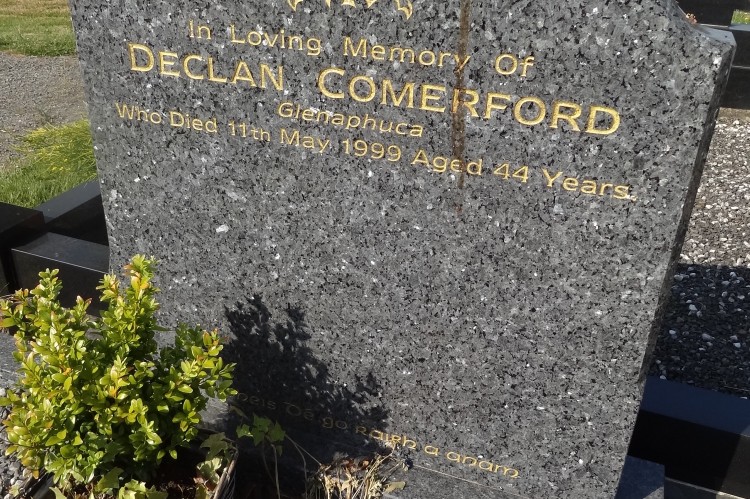 In Loving Memory Of
DECLAN COMERFORD
Glenaphuca
Who Died 11th May 1999 Aged 44 Years.
Dé go raibh a anam